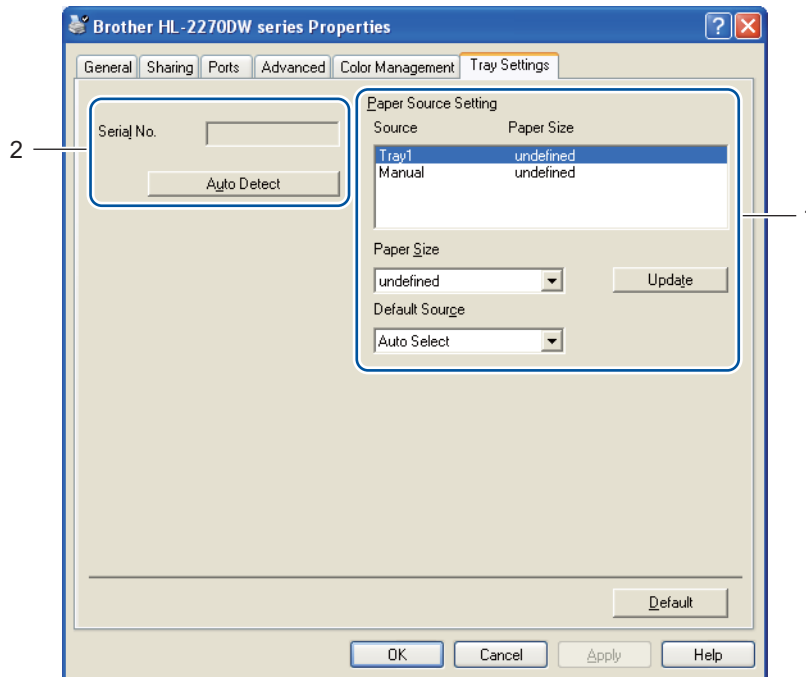 Brother HL-2270DW series Properties
General Sharing Ports Advanced Color Management Tray Settings
2
Serial No.
Auto Detect
Paper Source Setting
Source Paper Size
Tray1 undefined
Manual undefined
Paper Size
undefined
Update
Default Source
Auto Select
Default
OK Cancel Apply Help